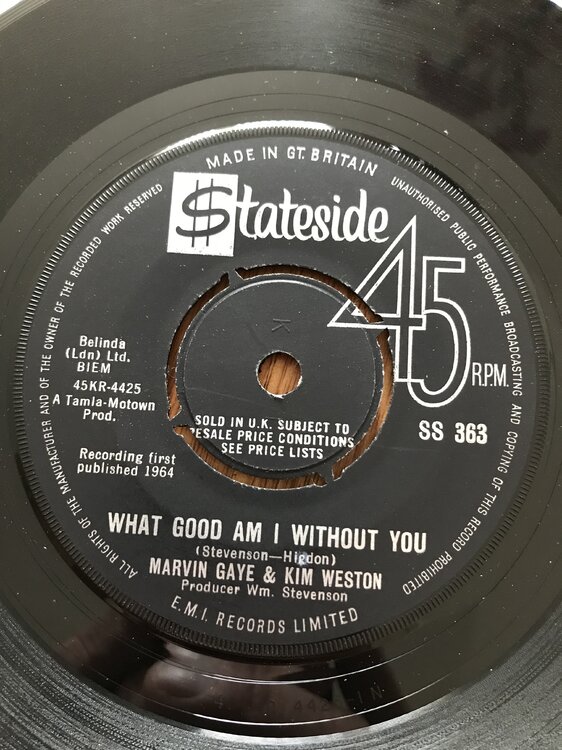 MADE IN GT. BRITAIN
UNAUTHORISED PUBLIC PERFORMANCE BROADCASTING AND COPYING OF THIS RECORD PROHIBITED
ALL RIGHTS OF THE MANUFACTURER AND OF THE OWNER OF THE RECORDED WORK RESERVED
$tateside
45 R.P.M.
Belinda
(Ldn) Ltd.
BIEM
45KR-4425
A Tamla-Motown
Prod.
K
SS 363
SOLD IN U.K. SUBJECT TO
RESALE PRICE CONDITIONS
SEE PRICE LISTS
Recording first
published 1964
WHAT GOOD AM I WITHOUT YOU
(Stevenson—Higdon)
MARVIN GAYE & KIM WESTON
Producer Wm. Stevenson
E.M.I. RECORDS LIMITED